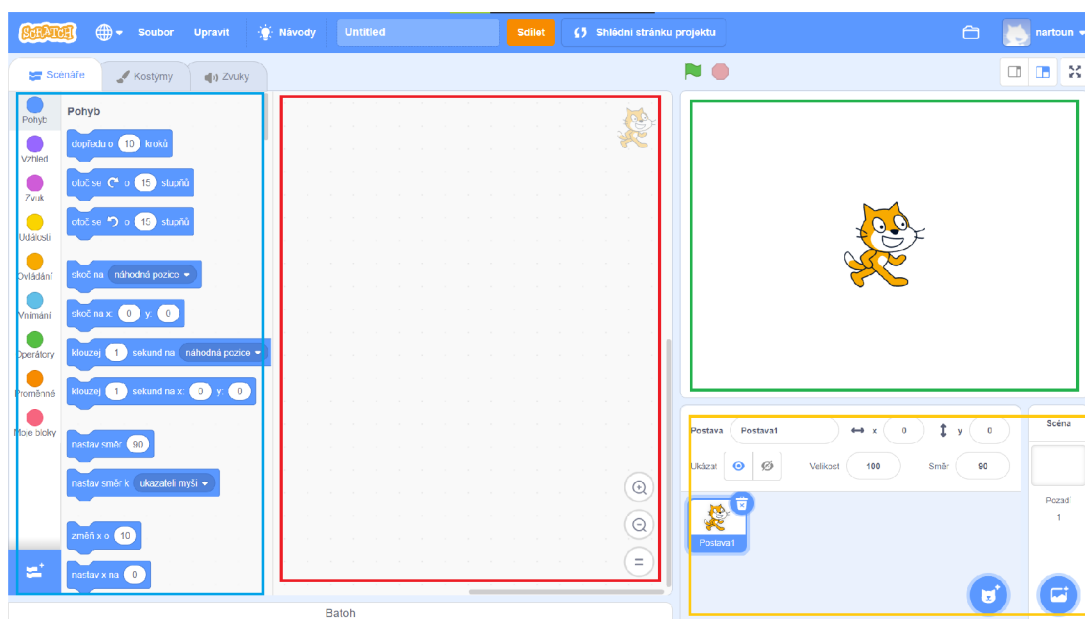 SCRATCH Soubor Upravit Návody Untitled Sdílet Shlédni stránku projektu nartoun
Scénáře Kostýmy Zvuky
Pohyb
Vzhled
Zvuk
Události
Ovládání
Vnímání
Operátory
Proměnné
Moje bloky
Pohyb
dopředu o 10 kroků
otoč se o 15 stupňů
otoč se o 15 stupňů
skoč na náhodná pozice
skoč na x: 0 y: 0
klouzej 1 sekund na náhodná pozice
klouzej 1 sekund na x: 0 y: 0
nastav směr 90
nastav směr k ukazateli myši
změň x o 10
nastav x na 0
Postava Postava1 x 0 y 0
Ukázat Velikost 100 Směr 90
Postava1
Scéna
Pozadí
1
Batoh